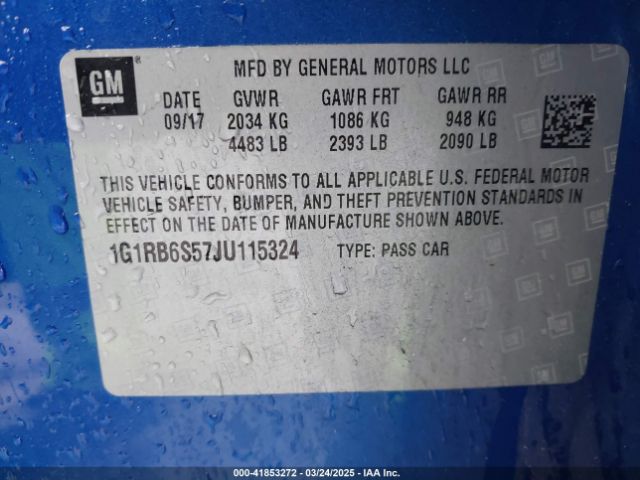 GM
MFD BY GENERAL MOTORS LLC
DATE GVWR GAWR FRT GAWR RR
09/17 2034 KG 1086 KG 948 KG
4483 LB 2393 LB 2090 LB
THIS VEHICLE CONFORMS TO ALL APPLICABLE U.S. FEDERAL MOTOR
VEHICLE SAFETY, BUMPER, AND THEFT PREVENTION STANDARDS IN
EFFECT ON THE DATE OF MANUFACTURE SHOWN ABOVE.
1G1RB6S57JU115324 TYPE: PASS CAR
000-41853272 - 03/24/2025 - IAA Inc.